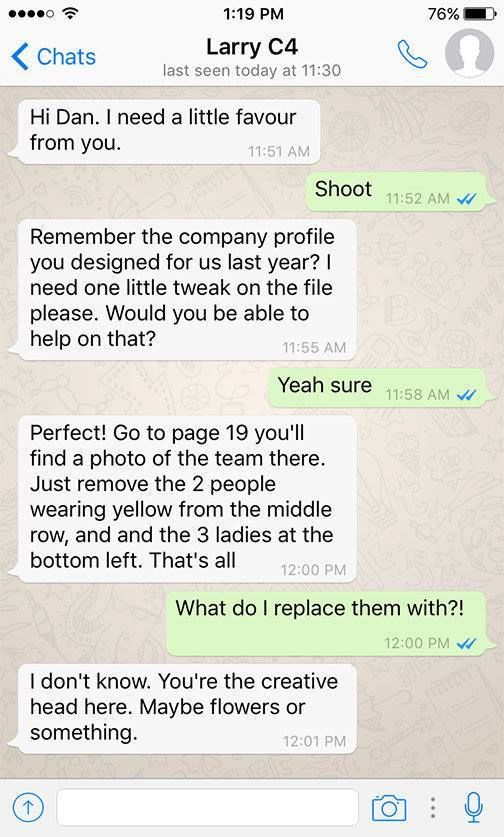 1:19 PM 76%
Chats Larry C4
last seen today at 11:30
Hi Dan. I need a little favour
from you. 11:51 AM
Shoot 11:52 AM
Remember the company profile
you designed for us last year? I
need one little tweak on the file
please. Would you be able to
help on that? 11:55 AM
Yeah sure 11:58 AM
Perfect! Go to page 19 you'll
find a photo of the team there.
Just remove the 2 people
wearing yellow from the middle
row, and and the 3 ladies at the
bottom left. That's all 12:00 PM
What do I replace them with?!
12:00 PM
I don't know. You're the creative
head here. Maybe flowers or
something. 12:01 PM